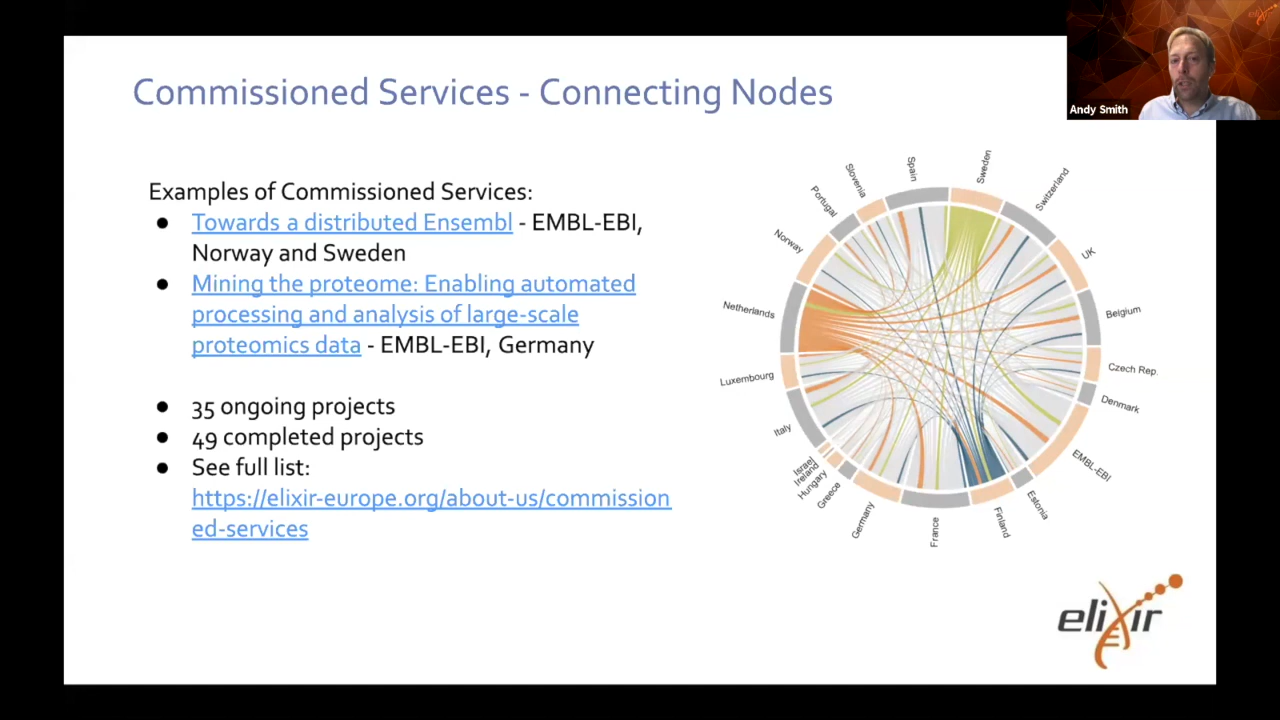 Commissioned Services - Connecting Nodes
elixir
Andy Smith
Examples of Commissioned Services:
● Towards a distributed Ensembl - EMBL-EBI,
Norway and Sweden
● Mining the proteome: Enabling automated
processing and analysis of large-scale
proteomics data - EMBL-EBI, Germany
● 35 ongoing projects
● 49 completed projects
● See full list:
https://elixir-europe.org/about-us/commission
ed-services
Sweden
Switzerland
UK
Belgium
Czech Rep.
Denmark
EMBL-EBI
Estonia
Finland
France
Germany
Greece
Hungary
Ireland
Israel
Italy
Luxembourg
Netherlands
Norway
Portugal
Slovenia
Spain
elixir